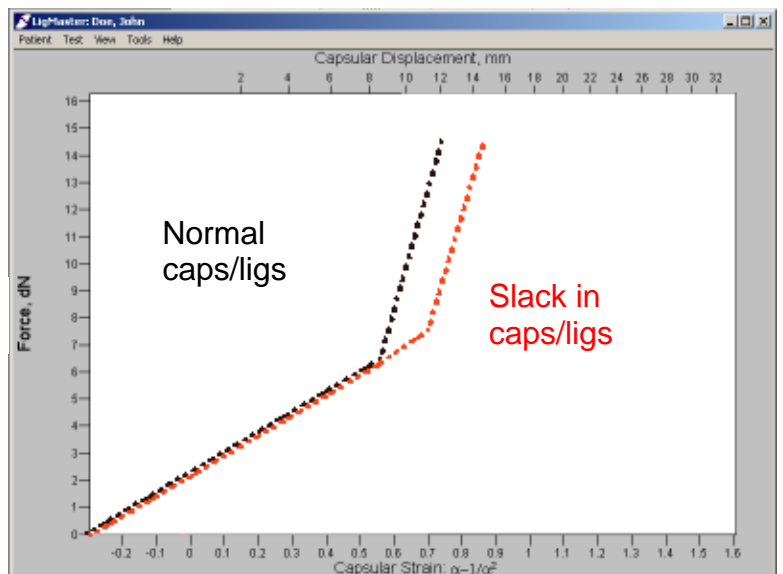 LigMaster: Doe, John
Patient Test View Tools Help
Capsular Displacement, mm
2 4 6 8 10 12 14 16 18 20 22 24 26 28 30 32
16
15
14
13
12
11
10
9
8
7
6
5
4
3
2
1
0
Force, dN
Normal
caps/ligs
Slack in
caps/ligs
-0.2 -0.1 0 0.1 0.2 0.3 0.4 0.5 0.6 0.7 0.8 0.9 1 1.1 1.2 1.3 1.4 1.5 1.6
Capsular Strain: α-1/α²